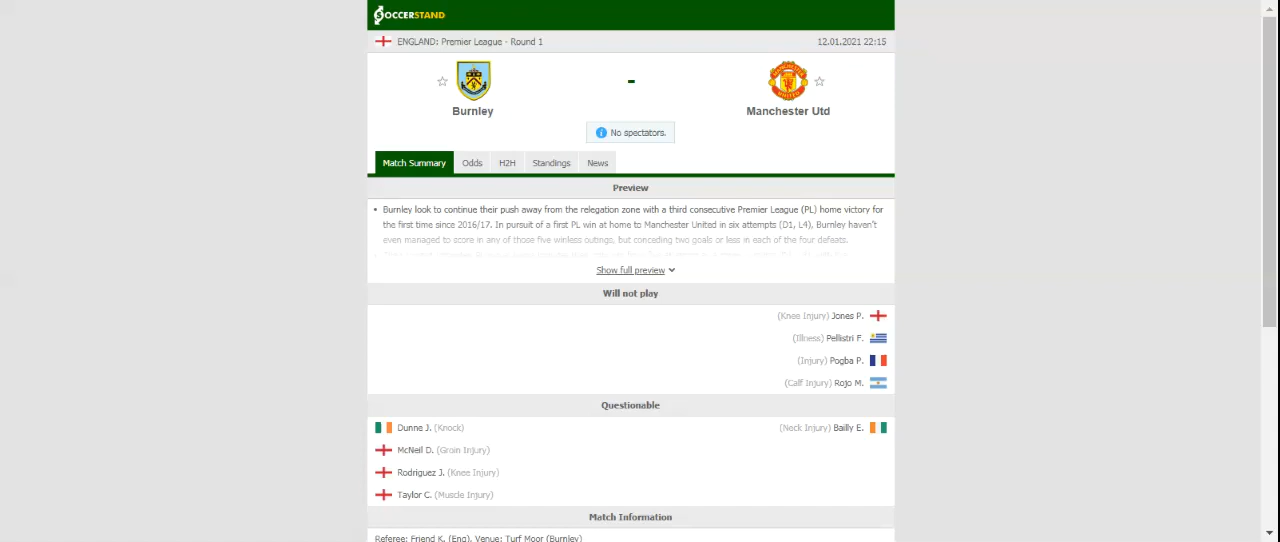 SOCCERSTAND
ENGLAND: Premier League - Round 1
12.01.2021 22:15
-
Burnley
Manchester Utd
No spectators.
Match Summary
Odds
H2H
Standings
News
Preview
• Burnley look to continue their push away from the relegation zone with a third consecutive Premier League (PL) home victory for
the first time since 2016/17. In pursuit of a first PL win at home to Manchester United in six attempts (D1, L4), Burnley haven't
even managed to score in any of those five winless outings, but conceding two goals or less in each of the four defeats.
Show full preview
Will not play
(Knee Injury) Jones P.
(Illness) Pellistri F.
(Injury) Pogba P.
(Calf Injury) Rojo M.
Questionable
Dunne J. (Knock)
(Neck Injury) Bailly E.
McNeil D. (Groin Injury)
Rodriguez J. (Knee Injury)
Taylor C. (Muscle Injury)
Match Information
Referee: Friend K. (Eng), Venue: Turf Moor (Burnley)